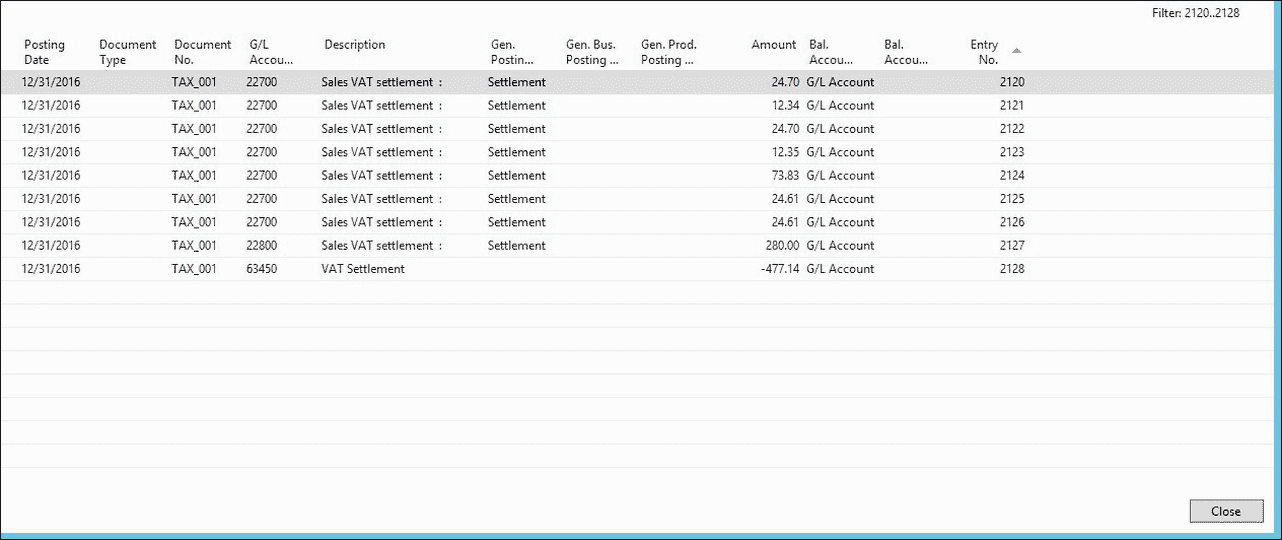 Filter: 2120..2128
Posting Date Document Type Document No. G/L Accou... Description Gen. Postin... Gen. Bus. Posting ... Gen. Prod. Posting ... Amount Bal. Accou... Bal. Accou... Entry No.
12/31/2016 TAX_001 22700 Sales VAT settlement : Settlement 24.70 G/L Account 2120
12/31/2016 TAX_001 22700 Sales VAT settlement : Settlement 12.34 G/L Account 2121
12/31/2016 TAX_001 22700 Sales VAT settlement : Settlement 24.70 G/L Account 2122
12/31/2016 TAX_001 22700 Sales VAT settlement : Settlement 12.35 G/L Account 2123
12/31/2016 TAX_001 22700 Sales VAT settlement : Settlement 73.83 G/L Account 2124
12/31/2016 TAX_001 22700 Sales VAT settlement : Settlement 24.61 G/L Account 2125
12/31/2016 TAX_001 22700 Sales VAT settlement : Settlement 24.61 G/L Account 2126
12/31/2016 TAX_001 22800 Sales VAT settlement : Settlement 280.00 G/L Account 2127
12/31/2016 TAX_001 63450 VAT Settlement -477.14 G/L Account 2128
Close